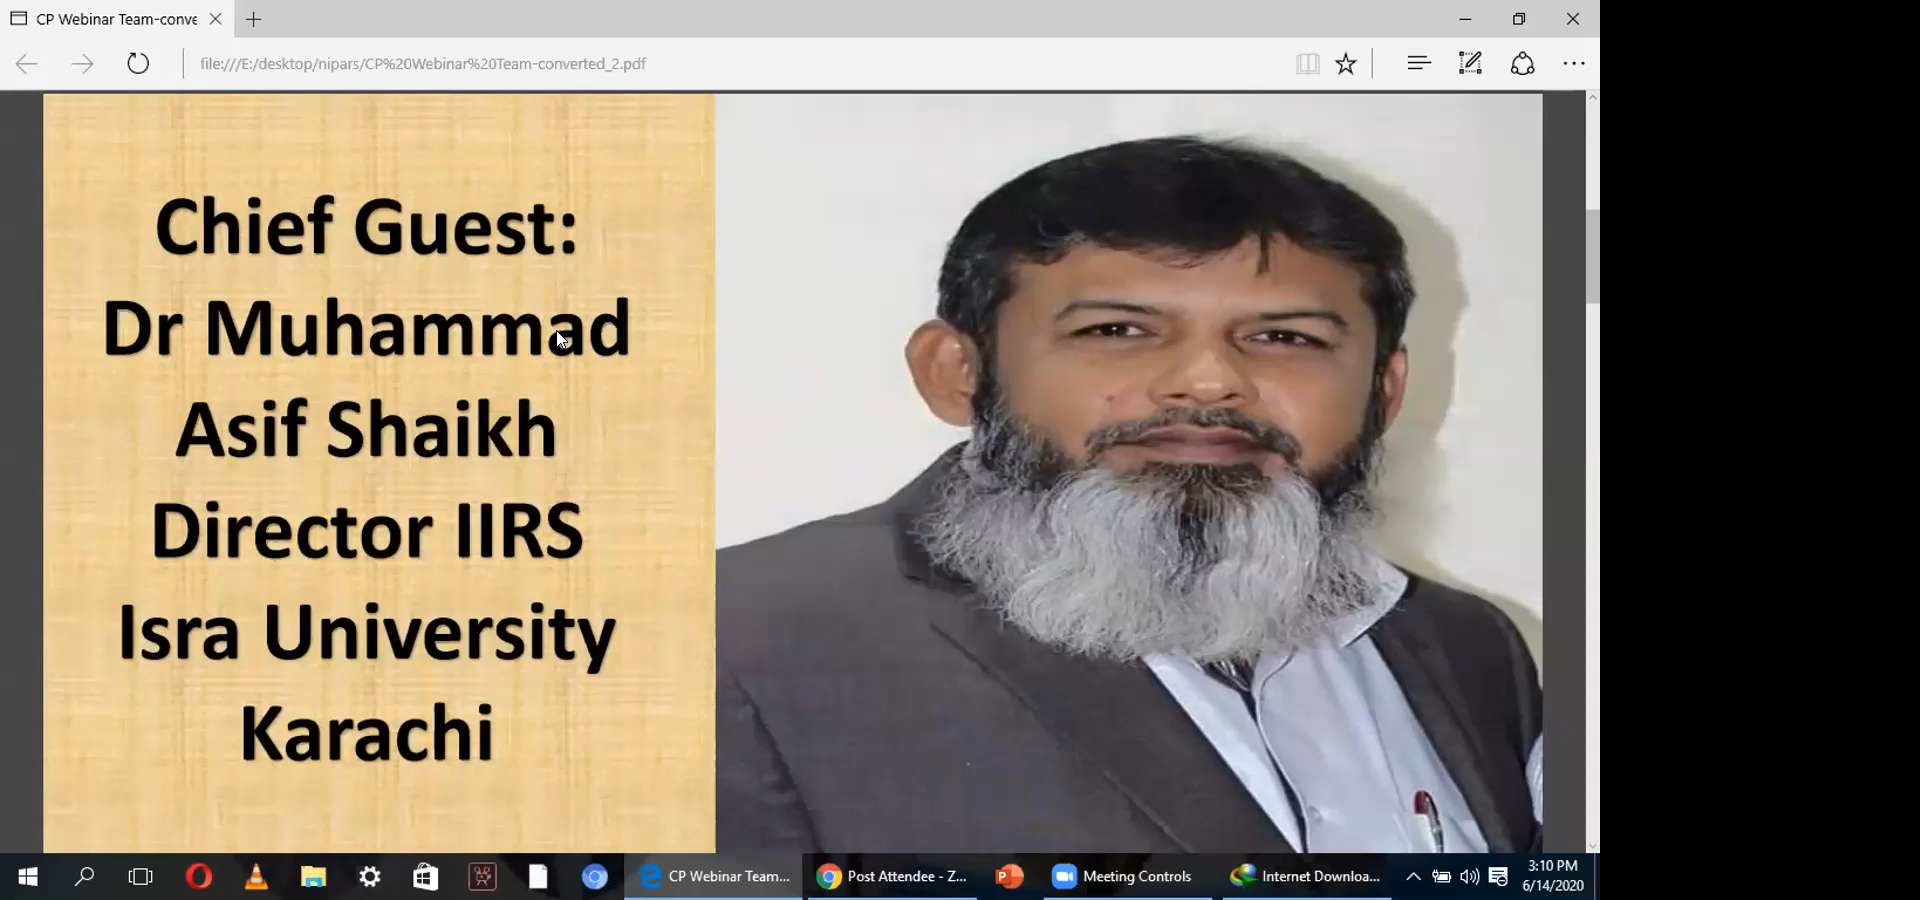 CP Webinar Team-conve
file:///E:/desktop/nipars/CP%20Webinar%20Team-converted_2.pdf
Chief Guest:
Dr Muhammad
Asif Shaikh
Director IIRS
Isra University
Karachi
CP Webinar Team...
Post Attendee - Z...
Meeting Controls
Internet Downloa...
3:10 PM
6/14/2020